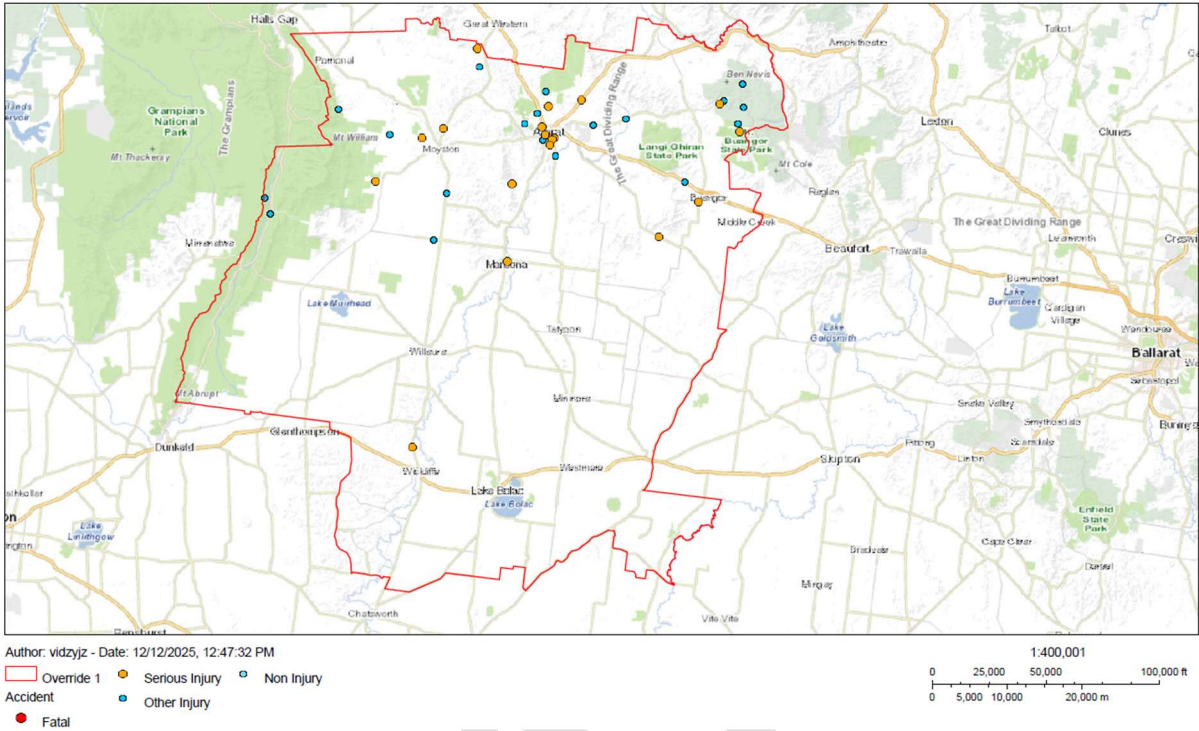 Halls Gap
Great Western
Talbot
Pomonal
Amphitheatre
Ben Nevis
Grampians
National
Park
The Grampians
The Great Dividing Range
Lexton
Clunes
Mt William
Ararat
Moyston
Mt Thackeray
Langi Ghiran
State Park
Buangor
State Park
Mt Cole
Raglan
Buangor
Middle Creek
The Great Dividing Range
Mirranatwa
Learmonth
Beaufort
Trawalla
Maroona
Burrumbeet
Lake Muirhead
Lake
Burrumbeet
Cardigan
Village
Lake
Goldsmith
Tatyoon
Wendouree
Willaura
Ballarat
Sebastopol
Mt Abrupt
Mininera
Snake Valley
Smythesdale
Glenthompson
Dunkeld
Pittong
Scarsdale
Skipton
Linton
Wickliffe
Westmere
Lake Bolac
Lake Bolac
Enfield
State
Park
Lake
Linlithgow
Cape Clear
Bradvale
Mingay
Chatsworth
Vite Vite
Author: vidzyjz - Date: 12/12/2025, 12:47:32 PM
1:400,001
Override 1
Serious Injury
Non Injury
0 25,000 50,000 100,000 ft
Accident
Other Injury
0 5,000 10,000 20,000 m
Fatal